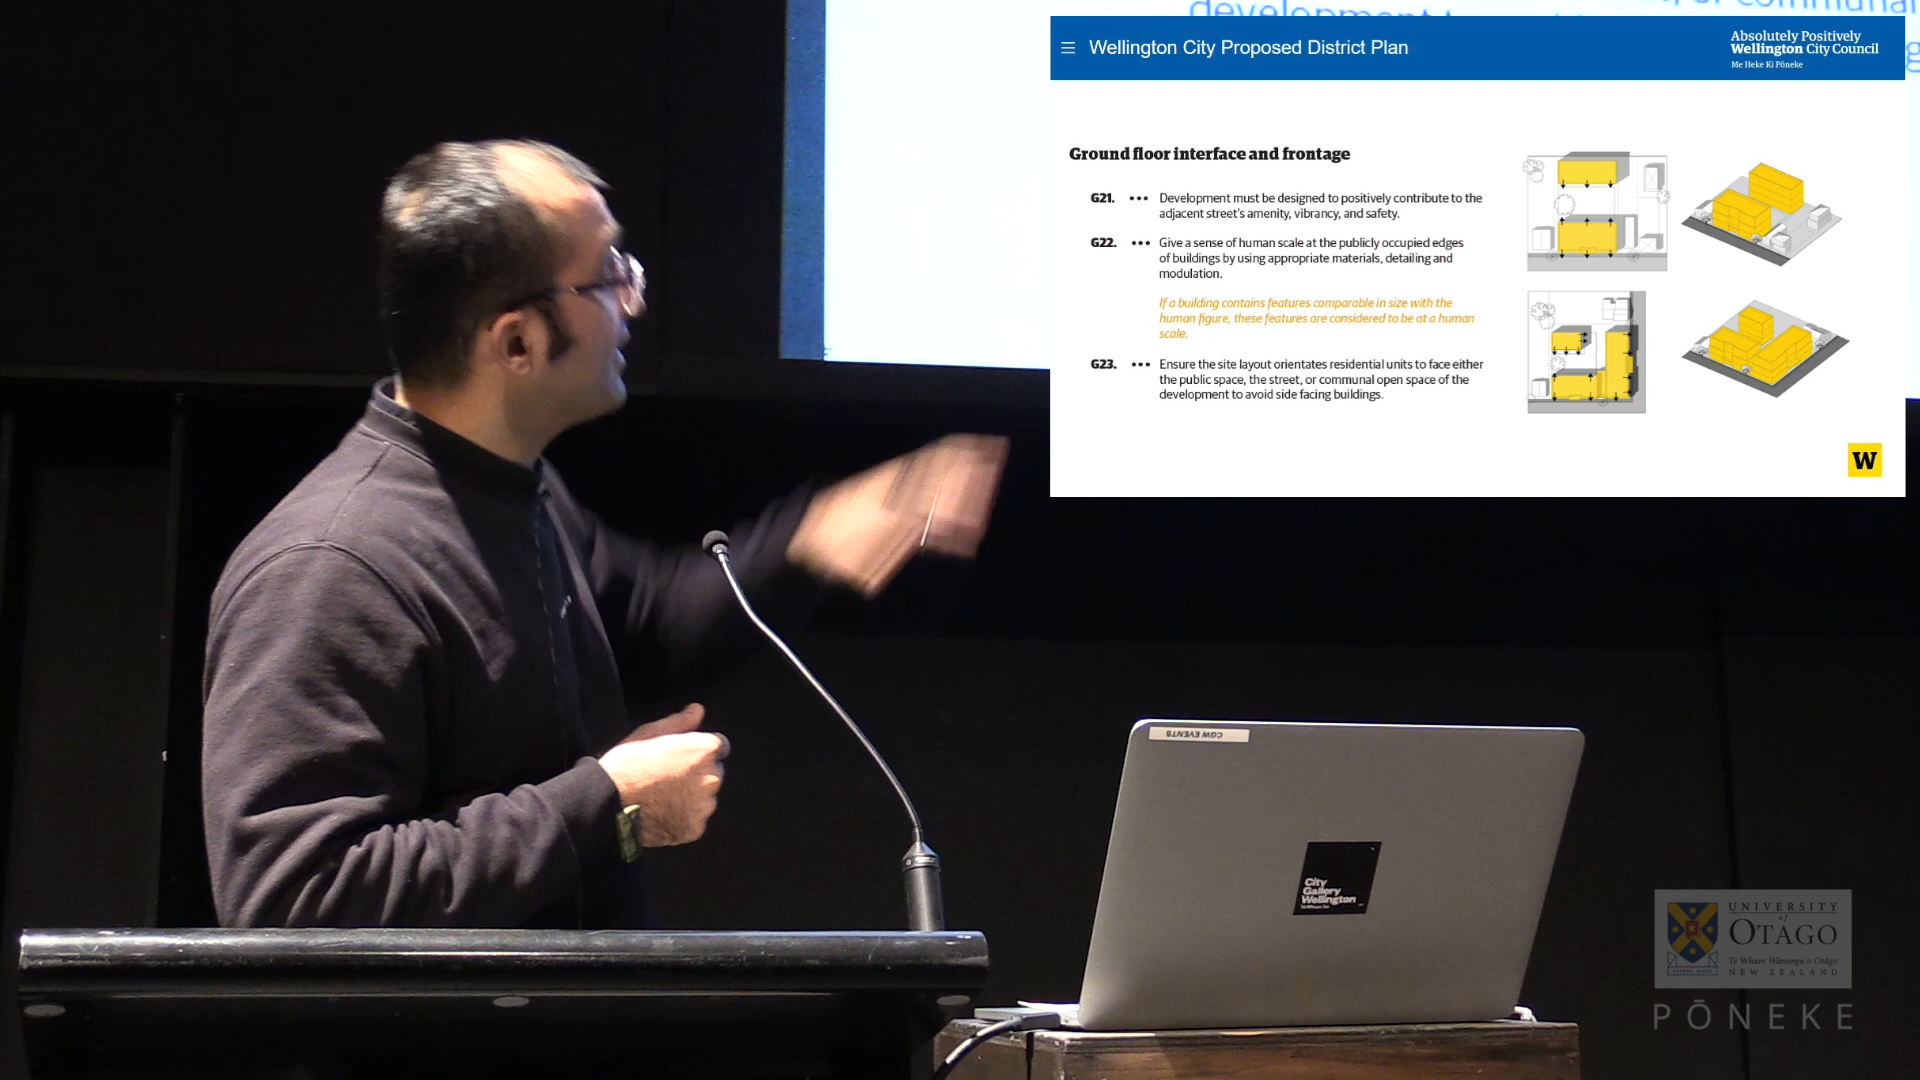 development
Wellington City Proposed District Plan
Absolutely Positively
Wellington City Council
Me Heke Ki Pōneke
Ground floor interface and frontage
G21. ••• Development must be designed to positively contribute to the
adjacent street's amenity, vibrancy, and safety.
G22. ••• Give a sense of human scale at the publicly occupied edges
of buildings by using appropriate materials, detailing and
modulation.
If a building contains features comparable in size with the
human figure, these features are considered to be at a human
scale.
G23. ••• Ensure the site layout orientates residential units to face either
the public space, the street, or communal open space of the
development to avoid side facing buildings.
W
CGW EVENTS
City
Gallery
Wellington
UNIVERSITY
of
OTAGO
Te Whare Wānanga o Otāgo
NEW ZEALAND
PŌNEKE